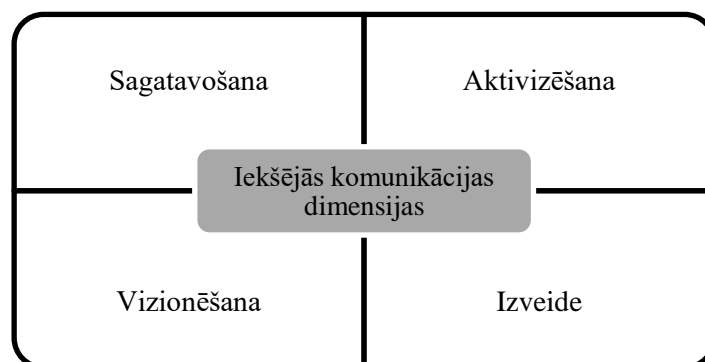 Sagatavošana
Aktivizēšana
Iekšējās komunikācijas
dimensijas
Vizionēšana
Izveide